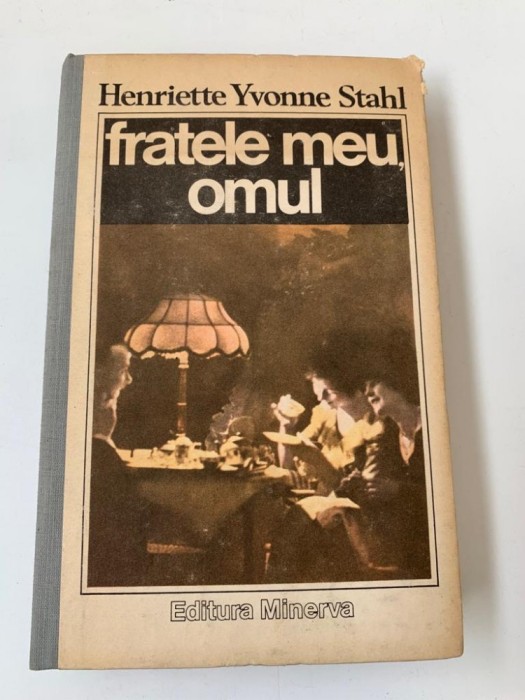 Henriette Yvonne Stahl
fratele meu,
omul
Editura Minerva